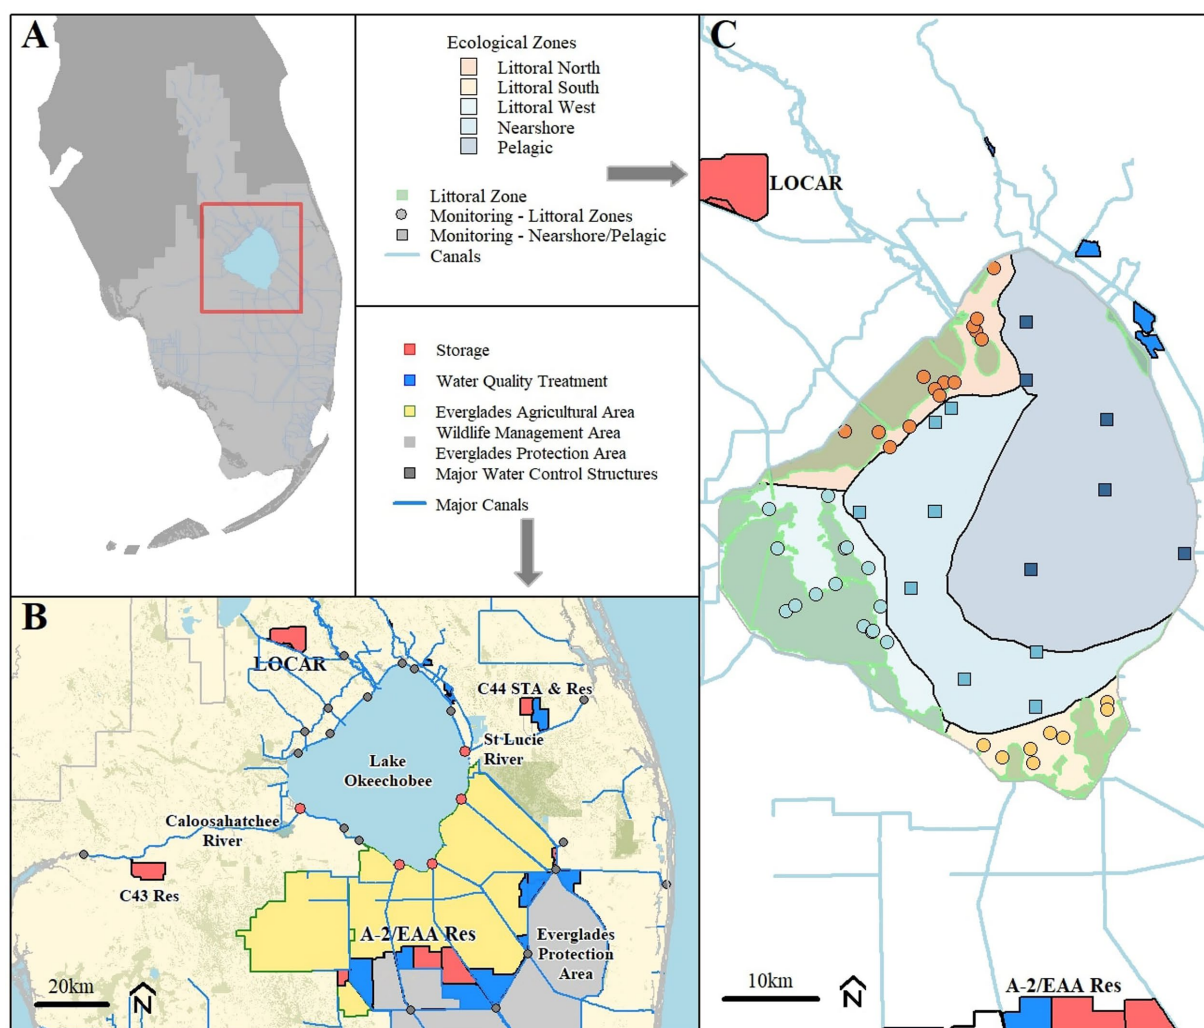 A
Ecological Zones
Littoral North
Littoral South
Littoral West
Nearshore
Pelagic
Littoral Zone
Monitoring - Littoral Zones
Monitoring - Nearshore/Pelagic
Canals
Storage
Water Quality Treatment
Everglades Agricultural Area
Wildlife Management Area
Everglades Protection Area
Major Water Control Structures
Major Canals
B
LOCAR
C44 STA & Res
St Lucie
River
Lake
Okeechobee
Caloosahatchee
River
C43 Res
A-2/EAA Res
Everglades
Protection
Area
20km
N
C
LOCAR
10km
N
A-2/EAA Res